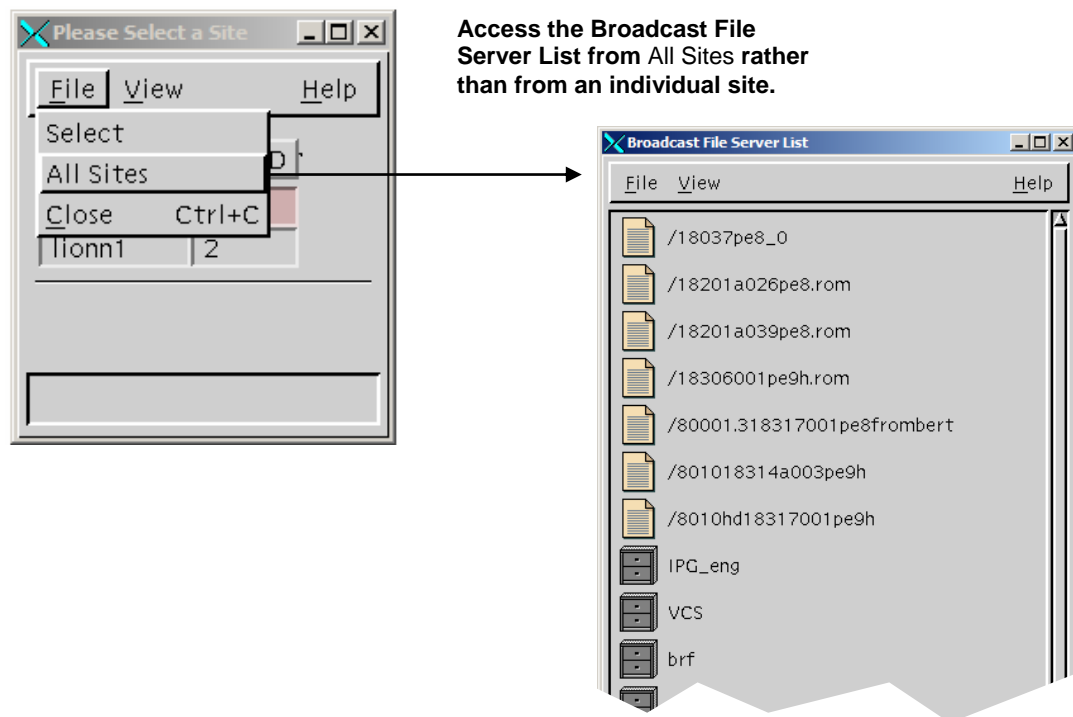 Please Select a Site
File View Help
Select
All Sites
Close Ctrl+C
lionn1 2
Access the Broadcast File
Server List from All Sites rather
than from an individual site.
Broadcast File Server List
File View Help
/18037pe8_0
/18201a026pe8.rom
/18201a039pe8.rom
/18306001pe9h.rom
/80001.318317001pe8frombert
/801018314a003pe9h
/8010hd18317001pe9h
IPG_eng
VCS
brf